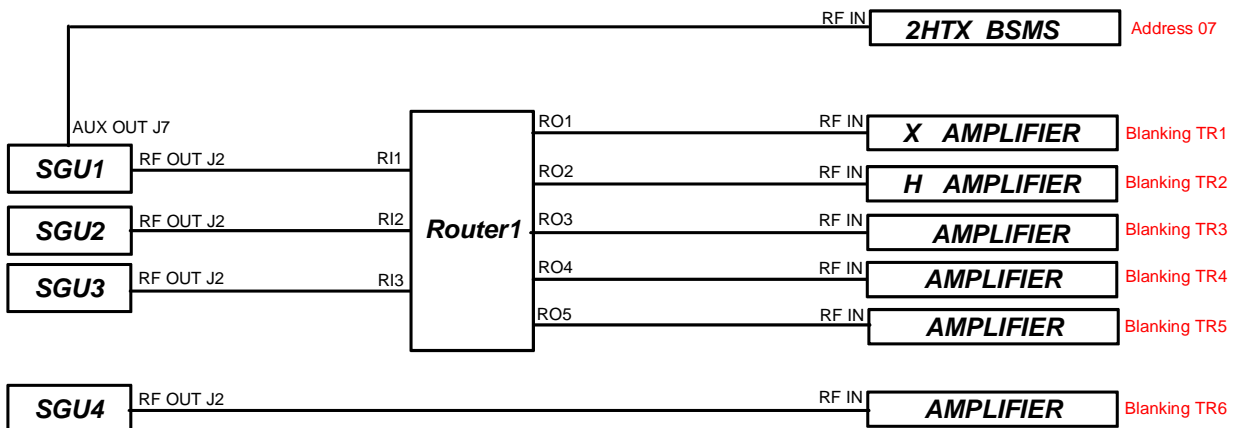 RF IN
2HTX BSMS
Address 07
AUX OUT J7
SGU1
RF OUT J2
RI1
SGU2
RF OUT J2
RI2
SGU3
RF OUT J2
RI3
Router1
RO1
RF IN
X AMPLIFIER
Blanking TR1
RO2
RF IN
H AMPLIFIER
Blanking TR2
RO3
RF IN
AMPLIFIER
Blanking TR3
RO4
RF IN
AMPLIFIER
Blanking TR4
RO5
RF IN
AMPLIFIER
Blanking TR5
SGU4
RF OUT J2
RF IN
AMPLIFIER
Blanking TR6